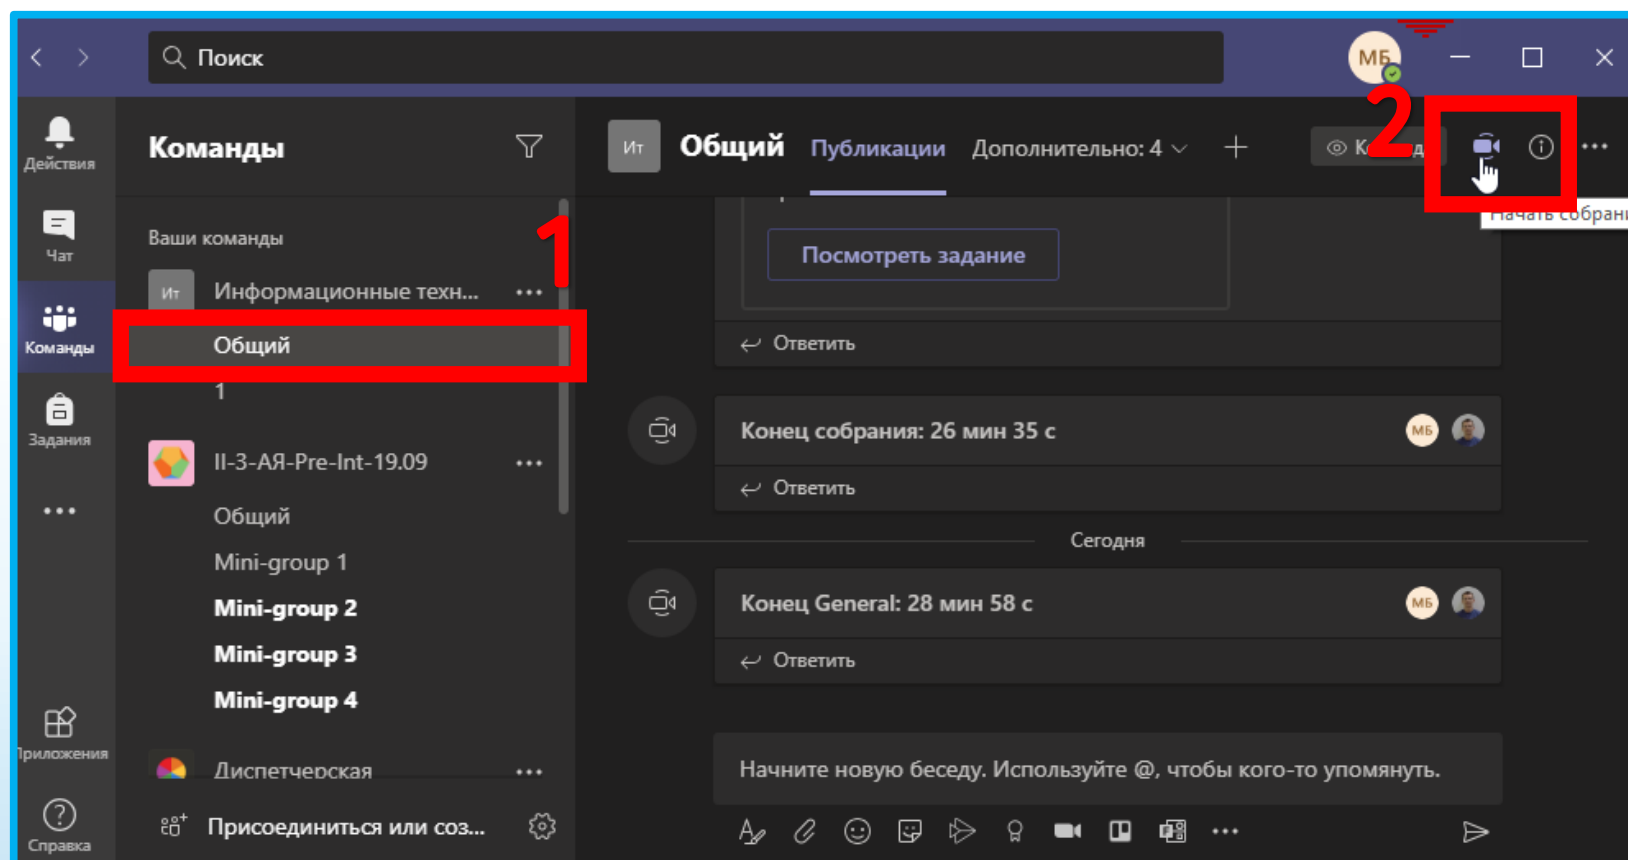 Поиск
МБ
2
Действия
Команды
Ит
Общий
Публикации
Дополнительно: 4
Начать собрани
Чат
Ваши команды
1
Посмотреть задание
Ит
Информационные техн...
Команды
Общий
Ответить
1
Задания
Конец собрания: 26 мин 35 с
МБ
II-3-АЯ-Pre-Int-19.09
Ответить
Общий
Сегодня
Mini-group 1
Mini-group 2
Конец General: 28 мин 58 с
МБ
Mini-group 3
Ответить
Mini-group 4
Приложения
Диспетчерская
Начните новую беседу. Используйте @, чтобы кого-то упомянуть.
Присоединиться или соз...
Справка